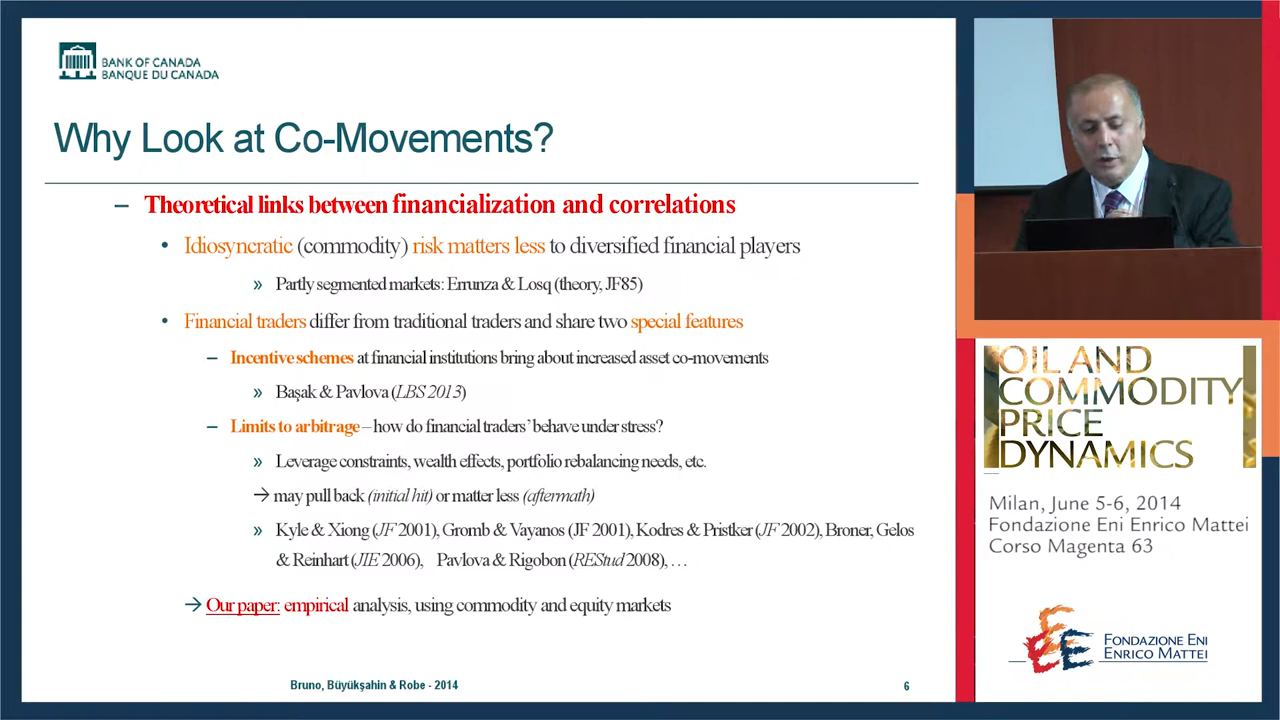 BANK OF CANADA
BANQUE DU CANADA
Why Look at Co-Movements?
– Theoretical links between financialization and correlations
• Idiosyncratic (commodity) risk matters less to diversified financial players
» Partly segmented markets: Errunza & Losq (theory, JF85)
• Financial traders differ from traditional traders and share two special features
– Incentive schemes at financial institutions bring about increased asset co-movements
» Başak & Pavlova (LBS 2013)
– Limits to arbitrage – how do financial traders' behave under stress?
» Leverage constraints, wealth effects, portfolio rebalancing needs, etc.
→ may pull back (initial hit) or matter less (aftermath)
» Kyle & Xiong (JF 2001), Gromb & Vayanos (JF 2001), Kodres & Pristker (JF 2002), Broner, Gelos
& Reinhart (JIE 2006), Pavlova & Rigobon (REStud 2008), …
→ Our paper: empirical analysis, using commodity and equity markets
Bruno, Büyükşahin & Robe - 2014
6
OIL AND
COMMODITY
PRICE
DYNAMICS
Milan, June 5-6, 2014
Fondazione Eni Enrico Mattei
Corso Magenta 63
FONDAZIONE ENI
ENRICO MATTEI